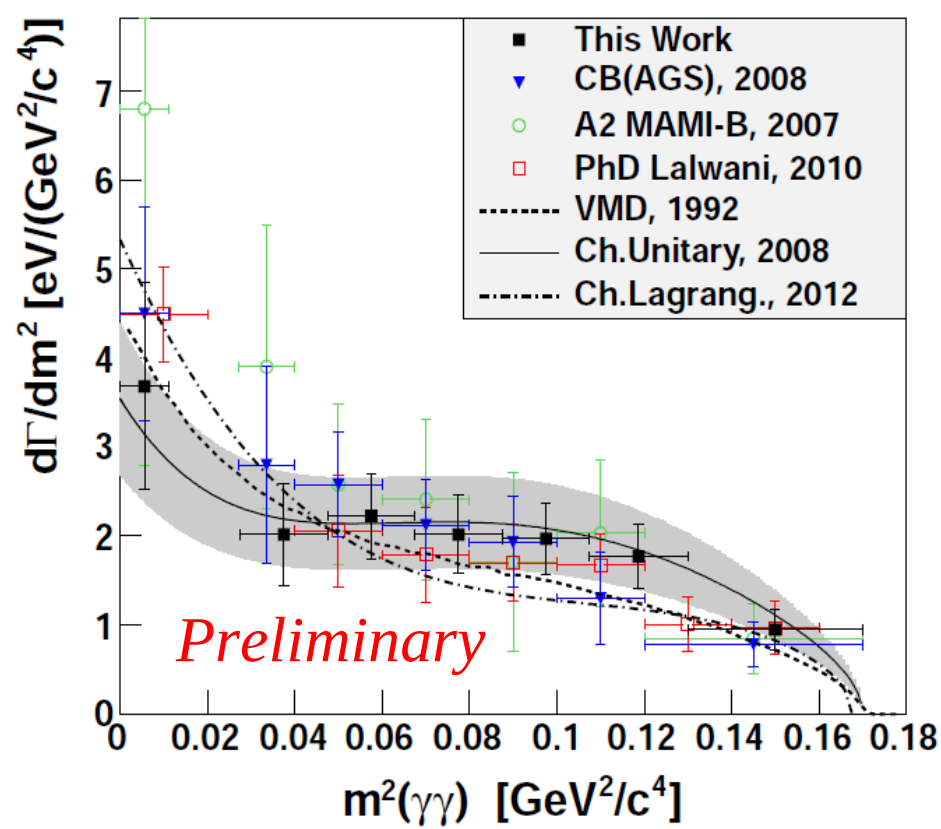 dΓ/dm² [eV/(GeV²/c⁴)]
7
6
5
4
3
2
1
0
This Work
CB(AGS), 2008
A2 MAMI-B, 2007
PhD Lalwani, 2010
VMD, 1992
Ch.Unitary, 2008
Ch.Lagrang., 2012
Preliminary
0 0.02 0.04 0.06 0.08 0.1 0.12 0.14 0.16 0.18
m²(γγ) [GeV²/c⁴]